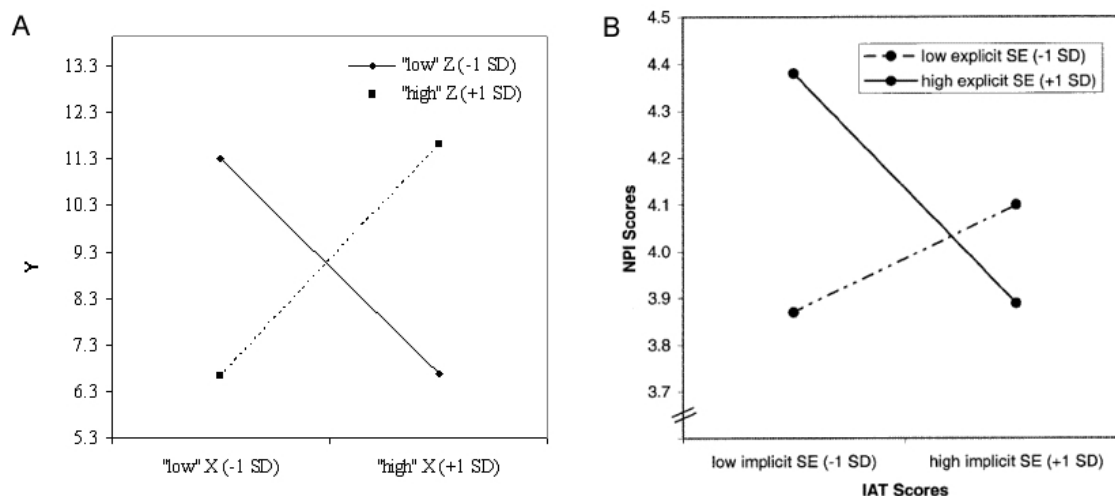 A
"low" Z (-1 SD)
"high" Z (+1 SD)
13.3
12.3
11.3
10.3
9.3
8.3
7.3
6.3
5.3
Y
"low" X (-1 SD)
"high" X (+1 SD)
B
low explicit SE (-1 SD)
high explicit SE (+1 SD)
4.5
4.4
4.3
4.2
4.1
4.0
3.9
3.8
3.7
NPI Scores
low implicit SE (-1 SD)
high implicit SE (+1 SD)
IAT Scores